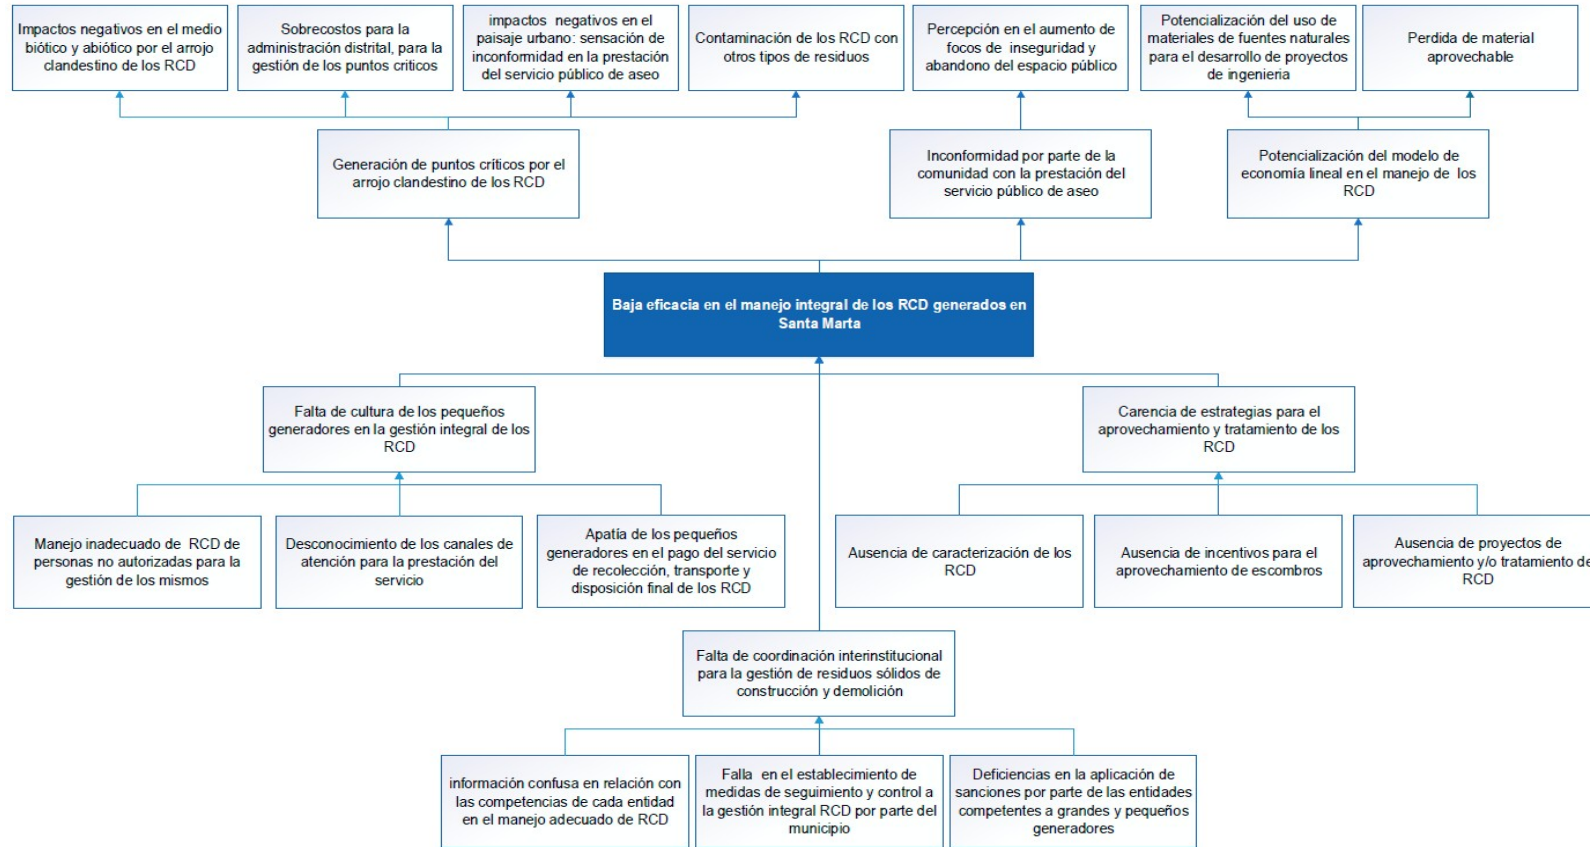 Impactos negativos en el medio
biótico y abiótico por el arrojo
clandestino de los RCD
Sobrecostos para la
administración distrital, para la
gestión de los puntos criticos
impactos negativos en el
paisaje urbano: sensación de
inconformidad en la prestación
del servicio público de aseo
Contaminación de los RCD con
otros tipos de residuos
Percepción en el aumento de
focos de inseguridad y
abandono del espacio público
Potencialización del uso de
materiales de fuentes naturales
para el desarrollo de proyectos
de ingenieria
Perdida de material
aprovechable
Generación de puntos críticos por el
arrojo clandestino de los RCD
Inconformidad por parte de la
comunidad con la prestación del
servicio público de aseo
Potencialización del modelo de
economía lineal en el manejo de los
RCD
Baja eficacia en el manejo integral de los RCD generados en
Santa Marta
Falta de cultura de los pequeños
generadores en la gestión integral de los
RCD
Carencia de estrategias para el
aprovechamiento y tratamiento de los
RCD
Manejo inadecuado de RCD de
personas no autorizadas para la
gestión de los mismos
Desconocimiento de los canales de
atención para la prestación del
servicio
Apatía de los pequeños
generadores en el pago del servicio
de recolección, transporte y
disposición final de los RCD
Ausencia de caracterización de los
RCD
Ausencia de incentivos para el
aprovechamiento de escombros
Ausencia de proyectos de
aprovechamiento y/o tratamiento de
RCD
Falta de coordinación interinstitucional
para la gestión de residuos sólidos de
construcción y demolición
información confusa en relación con
las competencias de cada entidad
en el manejo adecuado de RCD
Falla en el establecimiento de
medidas de seguimiento y control a
la gestión integral RCD por parte del
municipio
Deficiencias en la aplicación de
sanciones por parte de las entidades
competentes a grandes y pequeños
generadores